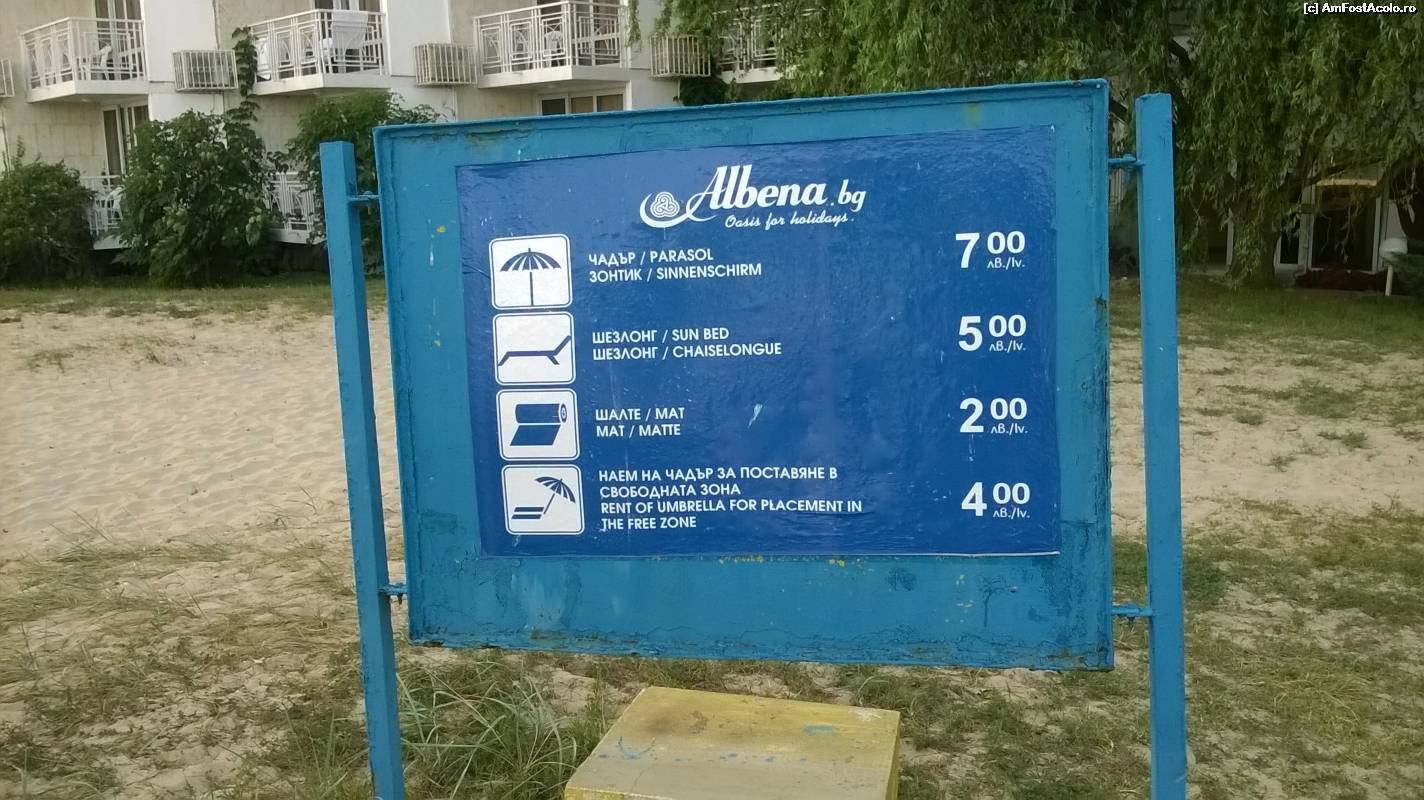 [c] AmFostAcolo.ro
Albena.bg
Oasis for holidays.
ЧАДЪР / PARASOL
ЗОНТИК / SINNENSCHIRM
7 00
лв./lv.
ШЕЗЛОНГ / SUN BED
ШЕЗЛОНГ / CHAISELONGUE
5 00
лв./lv.
ШАЛТЕ / MAT
МАТ / MATTE
2 00
лв./lv.
НАЕМ НА ЧАДЪР ЗА ПОСТАВЯНЕ В
СВОБОДНАТА ЗОНА
RENT OF UMBRELLA FOR PLACEMENT IN
THE FREE ZONE
4 00
лв./lv.